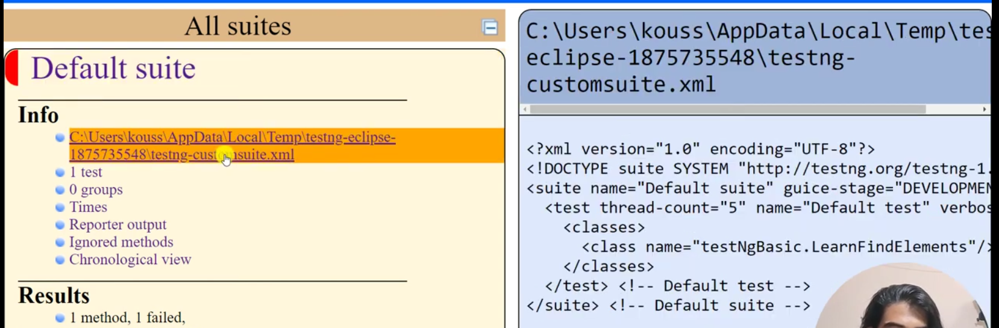 All suites
Default suite
Info
C:\Users\kouss\AppData\Local\Temp\testng-eclipse-
1875735548\testng-customsuite.xml
1 test
0 groups
Times
Reporter output
Ignored methods
Chronological view
Results
1 method, 1 failed,
C:\Users\kouss\AppData\Local\Temp\tes
eclipse-1875735548\testng-
customsuite.xml
<?xml version="1.0" encoding="UTF-8"?>
<!DOCTYPE suite SYSTEM "http://testng.org/testng-1.
<suite name="Default suite" guice-stage="DEVELOPMEN
<test thread-count="5" name="Default test" verbos
<classes>
<class name="testNgBasic.LearnFindElements"/>
</classes>
</test> <!-- Default test -->
</suite> <!-- Default suite -->